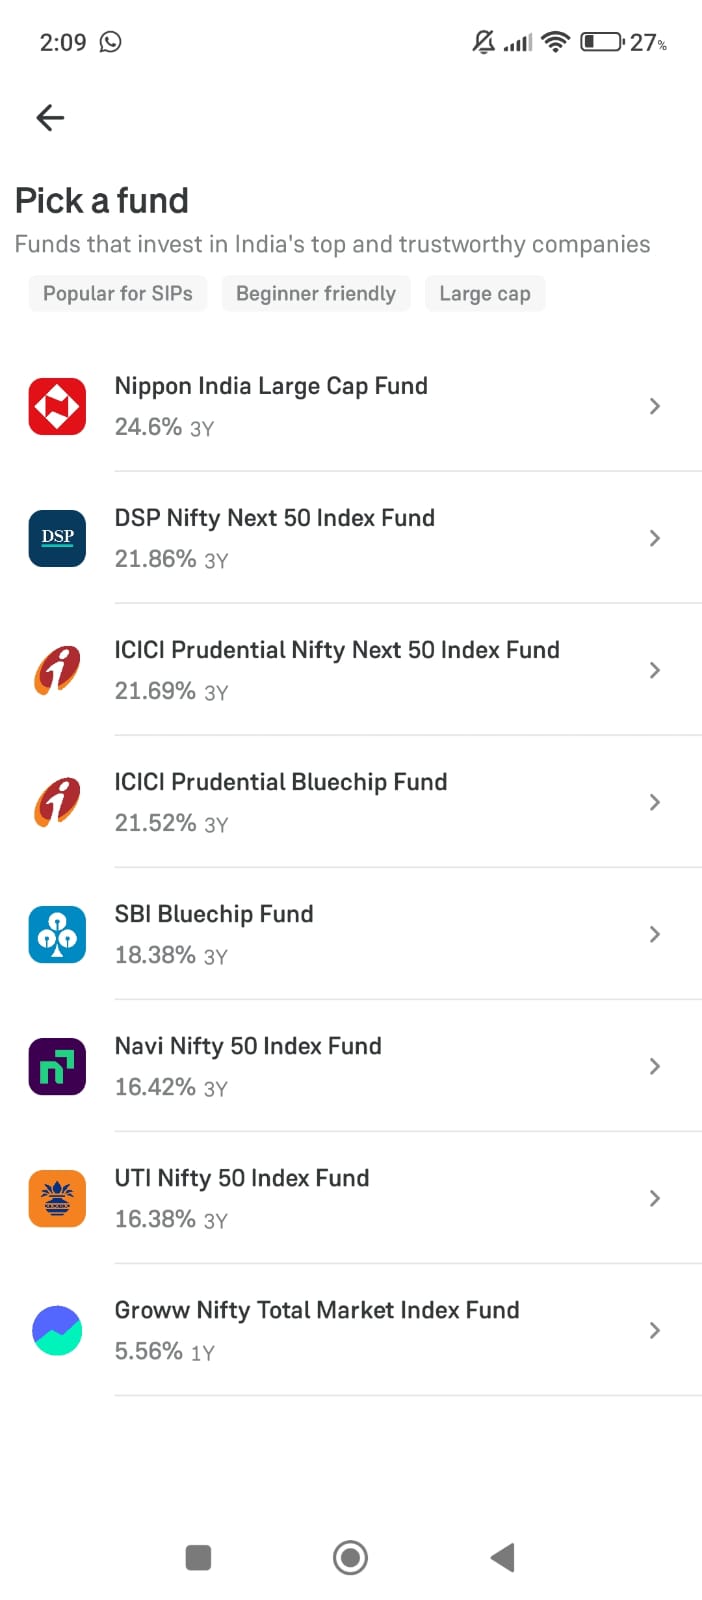 2:09 27%
Pick a fund
Funds that invest in India's top and trustworthy companies
Popular for SIPs Beginner friendly Large cap
Nippon India Large Cap Fund
24.6% 3Y
DSP
DSP Nifty Next 50 Index Fund
21.86% 3Y
ICICI Prudential Nifty Next 50 Index Fund
21.69% 3Y
ICICI Prudential Bluechip Fund
21.52% 3Y
SBI Bluechip Fund
18.38% 3Y
Navi Nifty 50 Index Fund
16.42% 3Y
UTI Nifty 50 Index Fund
16.38% 3Y
Groww Nifty Total Market Index Fund
5.56% 1Y